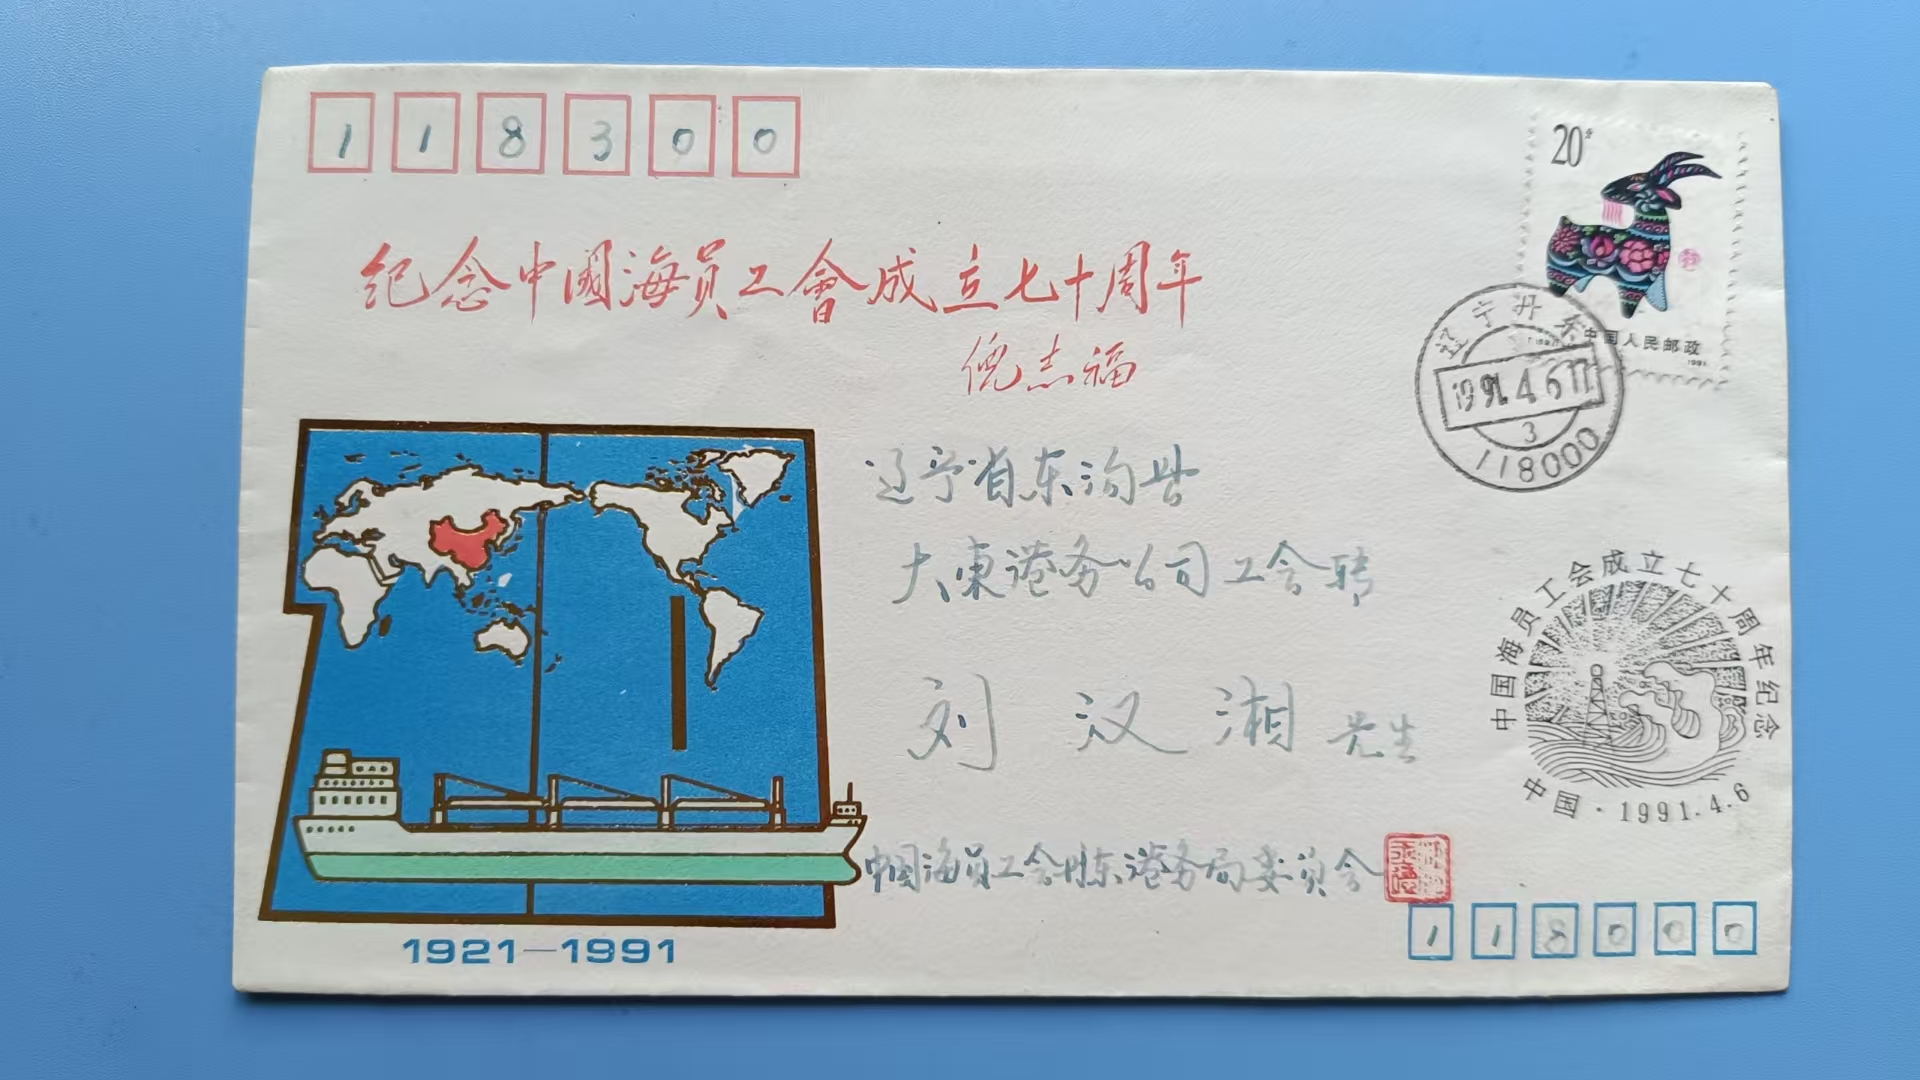 118300
20分
纪念中國海员工會成立七十周年
倪志福
中国人民邮政
1991
辽宁丹东
1991.4.6.17
3
118000
辽宁省东沟县
大東港务公司工会转
刘汉湘先生
中国海员工会成立七十周年纪念
中国·1991.4.6
中国海员工会丹东港务局委员会
118000
1921—1991